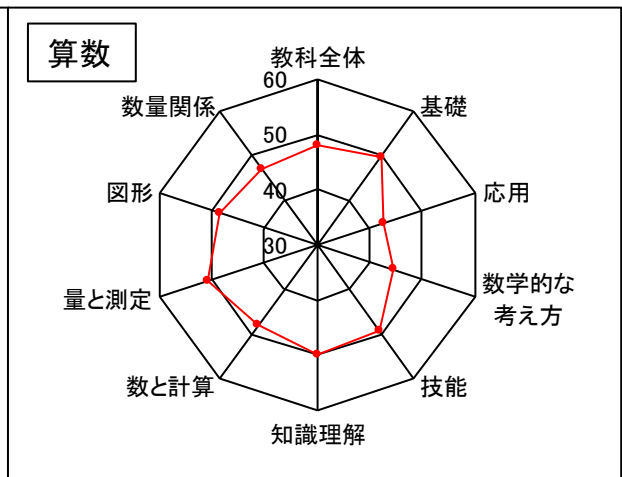 算数
教科全体
60
数量関係
基礎
50
図形
40
応用
30
量と測定
数学的な
考え方
数と計算
技能
知識理解